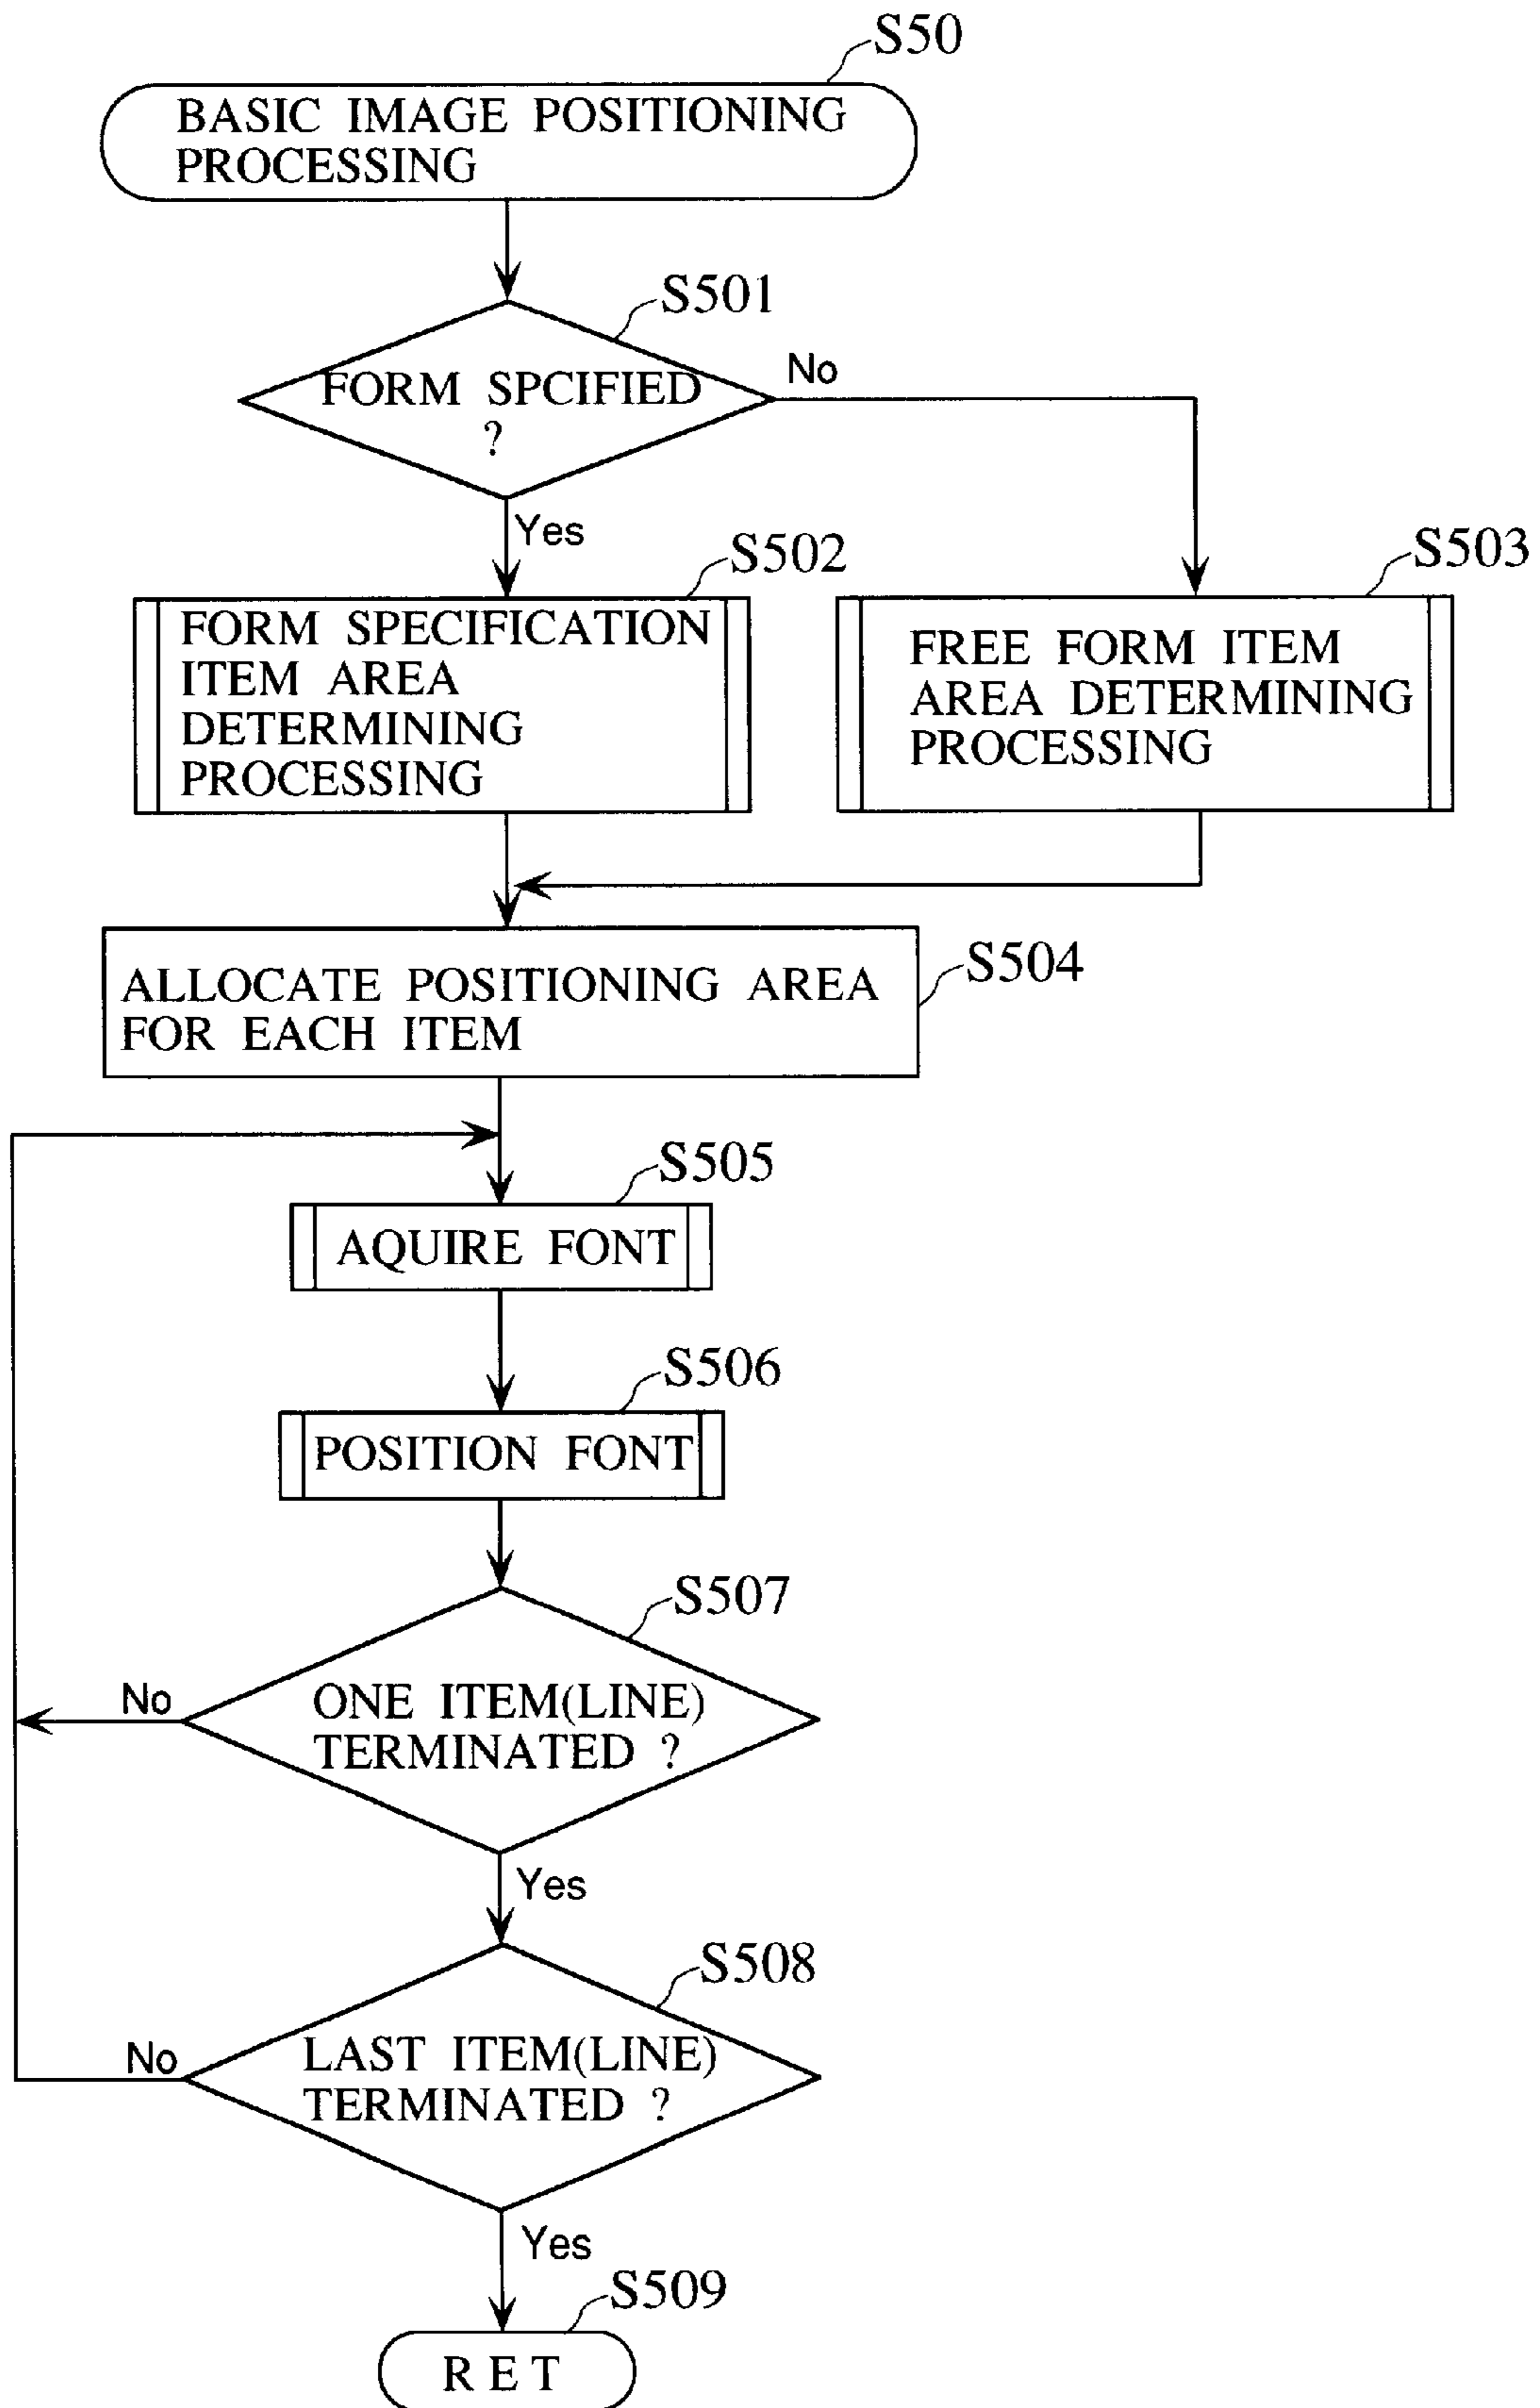 S50
BASIC IMAGE POSITIONING
PROCESSING
S501
FORM SPCIFIED
?
No
Yes
S502
FORM SPECIFICATION
ITEM AREA
DETERMINING
PROCESSING
S503
FREE FORM ITEM
AREA DETERMINING
PROCESSING
S504
ALLOCATE POSITIONING AREA
FOR EACH ITEM
S505
AQUIRE FONT
S506
POSITION FONT
S507
ONE ITEM(LINE)
TERMINATED ?
No
Yes
S508
LAST ITEM(LINE)
TERMINATED ?
No
Yes
S509
RET